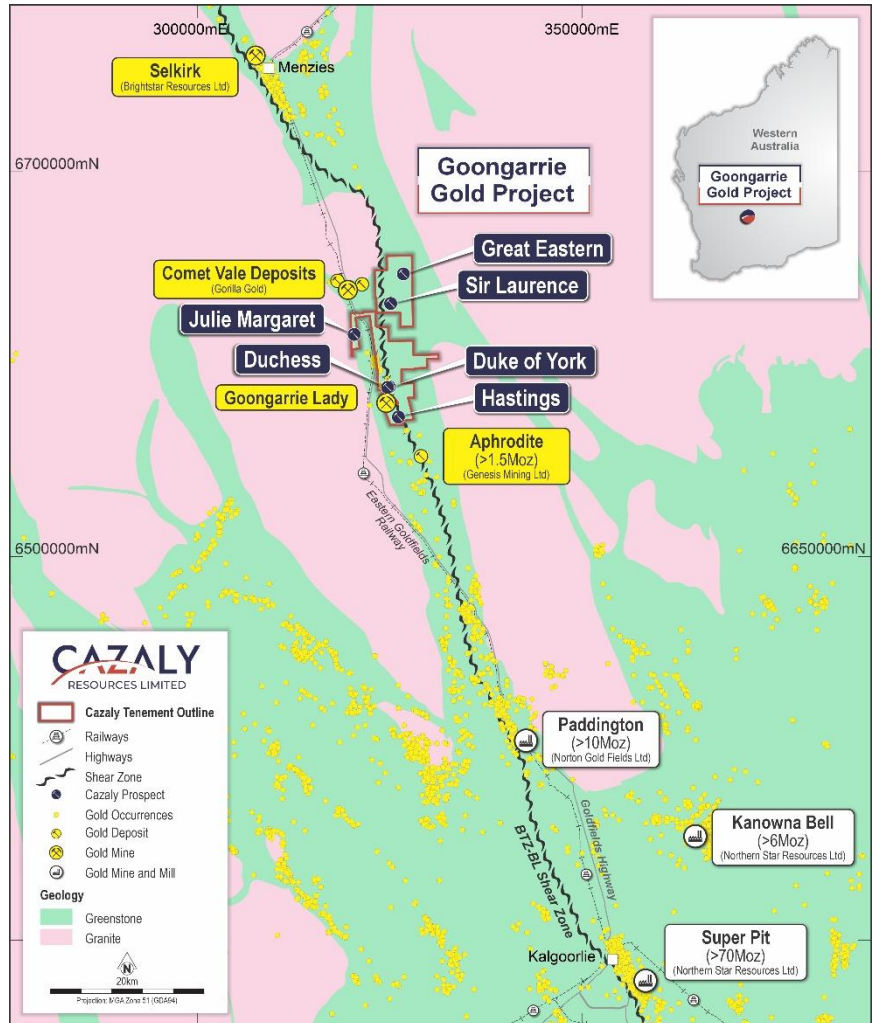 300000mE
350000mE
Selkirk
(Brightstar Resources Ltd)
Menzies
Western
Australia
Goongarrie
Gold Project
6700000mN
Goongarrie
Gold Project
Great Eastern
Comet Vale Deposits
(Gorilla Gold)
Sir Laurence
Julie Margaret
Duchess
Duke of York
Goongarrie Lady
Hastings
Aphrodite
(>1.5Moz)
(Genesis Mining Ltd)
Eastern Goldfields
Railway
6500000mN
6650000mN
CAZALY
RESOURCES LIMITED
Cazaly Tenement Outline
Railways
Highways
Shear Zone
Cazaly Prospect
Gold Occurrences
Gold Deposit
Gold Mine
Gold Mine and Mill
Geology
Greenstone
Granite
N
20km
Projection: MGA Zone 51 (GDA94)
Paddington
(>10Moz)
(Norton Gold Fields Ltd)
Goldfields Highway
BTZ-BL Shear Zone
Kanowna Bell
(>6Moz)
(Northern Star Resources Ltd)
Kalgoorlie
Super Pit
(>70Moz)
(Northern Star Resources Ltd)